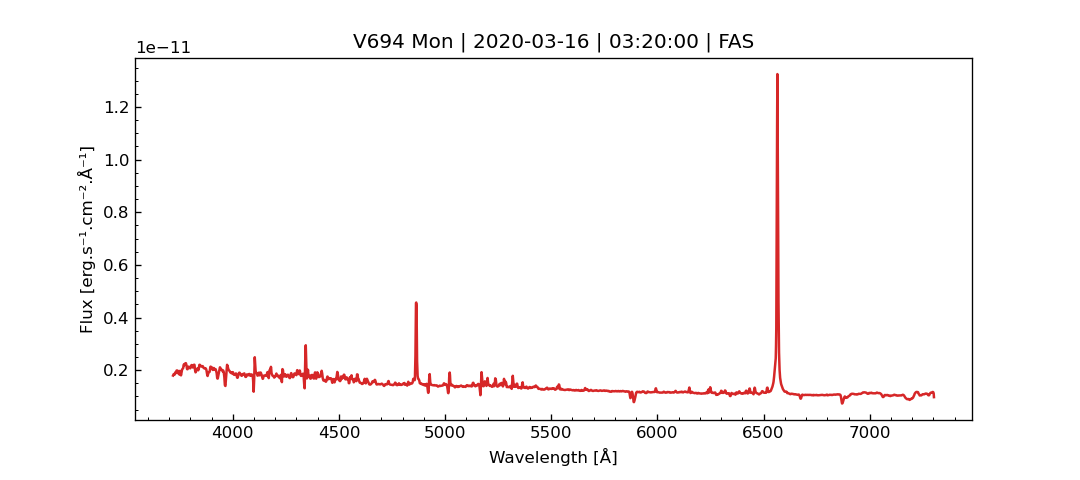 V694 Mon | 2020-03-16 | 03:20:00 | FAS
1e−11
1.2
1.0
0.8
0.6
0.4
0.2
Flux [erg.s⁻¹.cm⁻².Å⁻¹]
4000 4500 5000 5500 6000 6500 7000
Wavelength [Å]